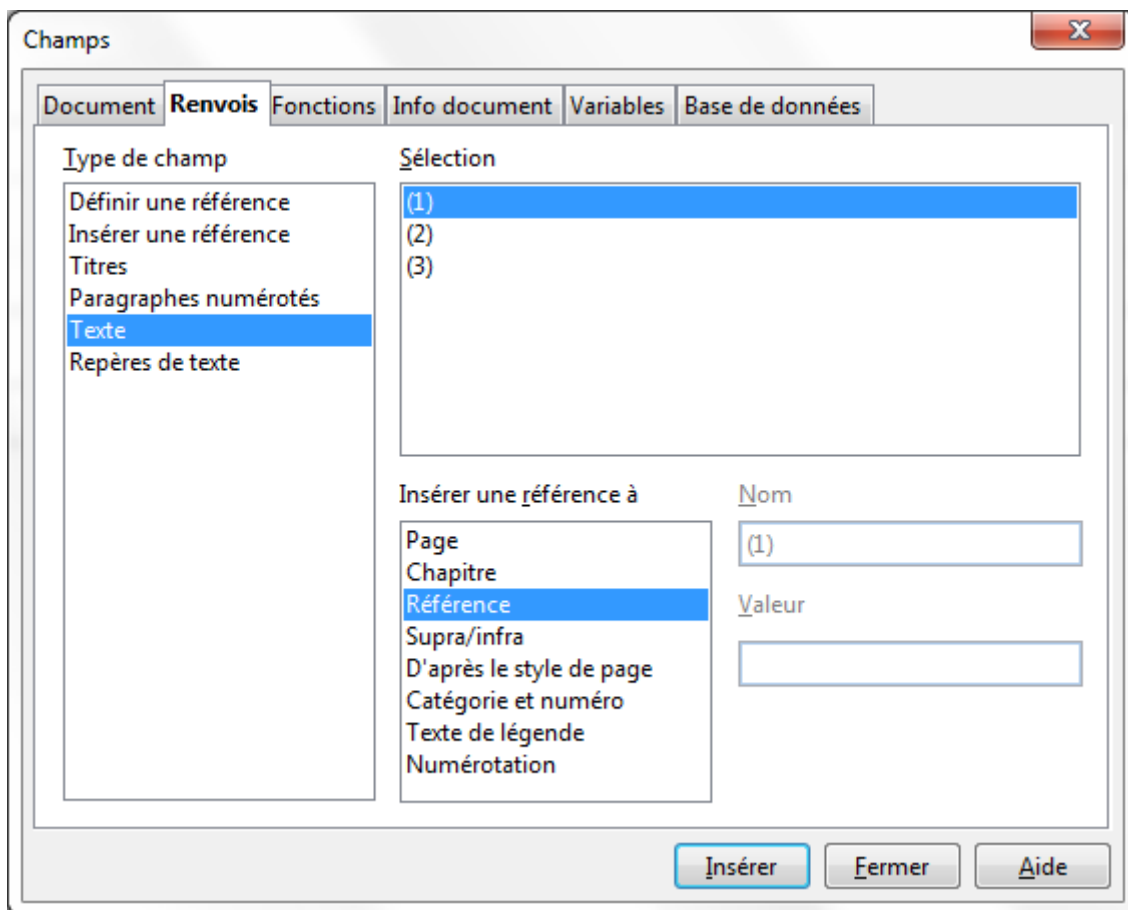 Champs
Document Renvois Fonctions Info document Variables Base de données
Type de champ
Définir une référence
Insérer une référence
Titres
Paragraphes numérotés
Texte
Repères de texte
Sélection
(1)
(2)
(3)
Insérer une référence à
Page
Chapitre
Référence
Supra/infra
D'après le style de page
Catégorie et numéro
Texte de légende
Numérotation
Nom
(1)
Valeur
Insérer Fermer Aide